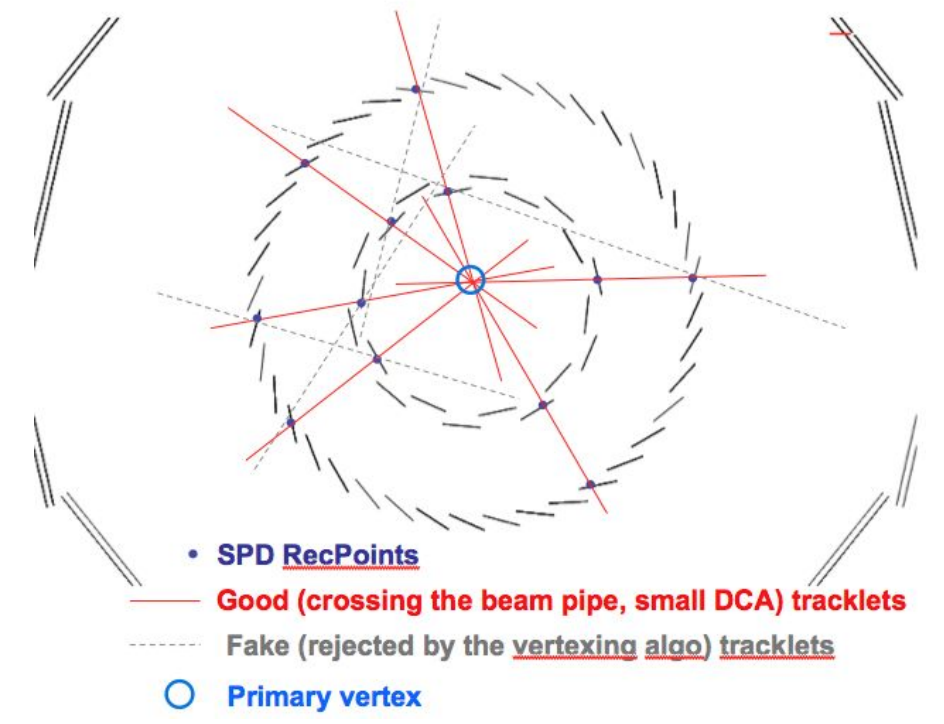 SPD RecPoints
Good (crossing the beam pipe, small DCA) tracklets
Fake (rejected by the vertexing algo) tracklets
Primary vertex